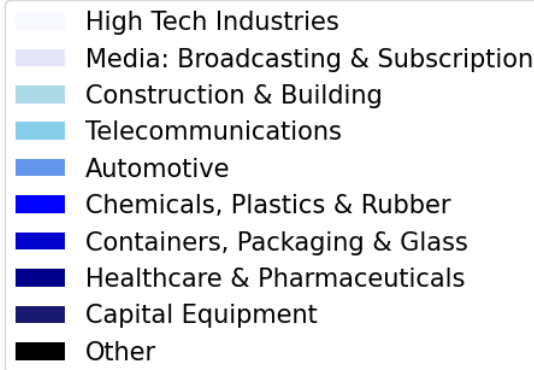 High Tech Industries
Media: Broadcasting & Subscription
Construction & Building
Telecommunications
Automotive
Chemicals, Plastics & Rubber
Containers, Packaging & Glass
Healthcare & Pharmaceuticals
Capital Equipment
Other